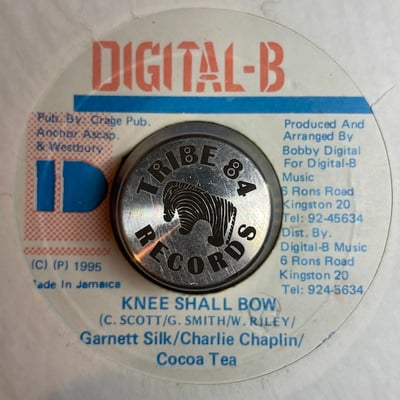 DIGITAL-B
Pub. By: Crage Pub.
Anchor Ascap.
& Westbury
Produced And
Arranged By
Bobby Digital
For Digital-B
Music
6 Rons Road
Kingston 20
Tel: 92-45634
Dist. By.
Digital-B Music
6 Rons Road
Kingston 20
Tel: 924-5634
TRIBE 84
RECORDS
(C) (P) 1995
ade In Jamaica
KNEE SHALL BOW
(C. SCOTT/G. SMITH/W. RILEY/
Garnett Silk/Charlie Chaplin/
Cocoa Tea